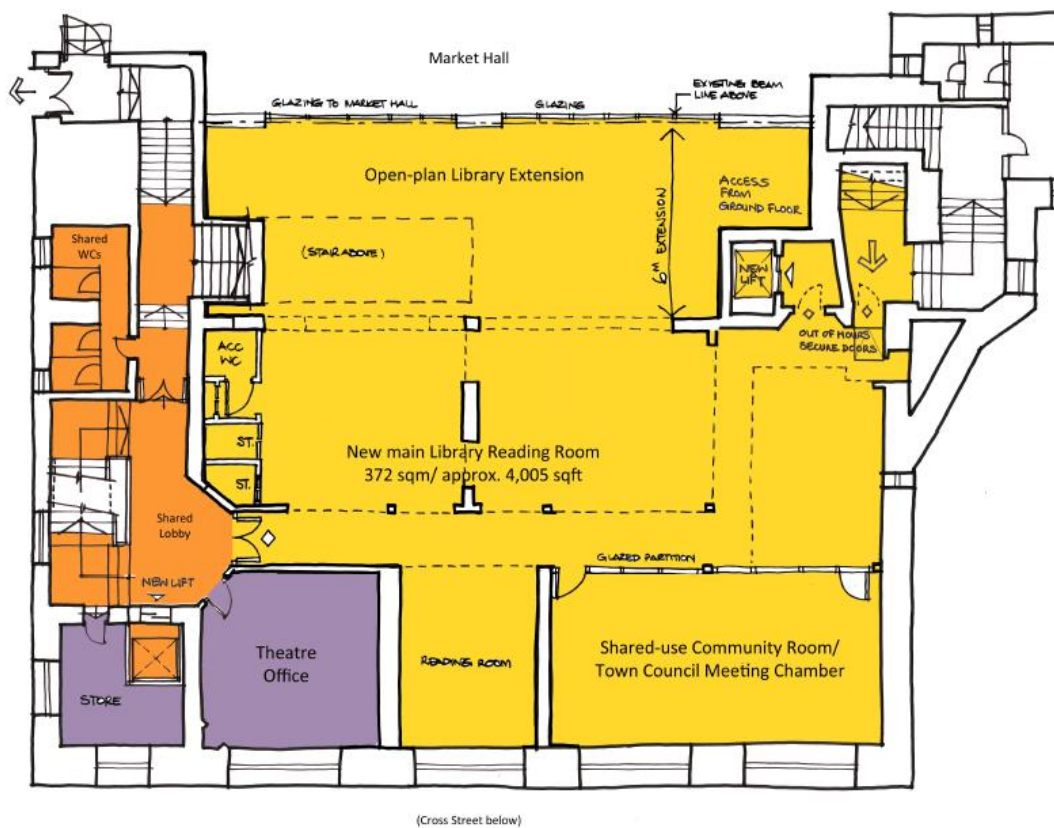 Market Hall
EXISTING BEAM
LINE ABOVE
GLAZING TO MARKET HALL
GLAZING
Open-plan Library Extension
6M EXTENSION
ACCESS
FROM
GROUND FLOOR
Shared
WCs
(STAIR ABOVE)
NEW
LIFT
OUT OF HOURS
SECURE DOORS
ACC
WC
ST.
New main Library Reading Room
372 sqm/ approx. 4,005 sqft
ST.
Shared
Lobby
GLAZED PARTITION
NEW LIFT
Theatre
Office
READING ROOM
Shared-use Community Room/
Town Council Meeting Chamber
STORE
(Cross Street below)